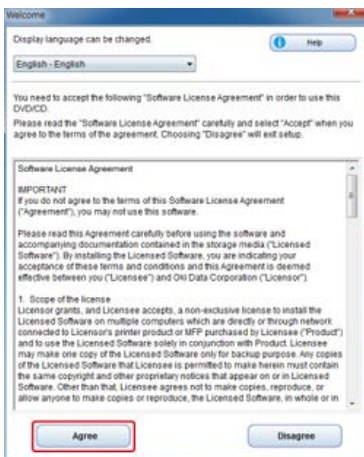 Welcome
Display language can be changed.
Help
English - English
You need to accept the following "Software License Agreement" in order to use this
DVD/CD.
Please read the "Software License Agreement" carefully and select "Accept" when you
agree to the terms of the agreement. Choosing "Disagree" will exit setup.
Software License Agreement
IMPORTANT
If you do not agree to the terms of this Software License Agreement
("Agreement"), you may not use this software.
Please read this Agreement carefully before using the software and
accompanying documentation contained in the storage media ("Licensed
Software"). By installing the Licensed Software, you are indicating your
acceptance of these terms and conditions and this Agreement is deemed
effective between you ("Licensee") and Oki Data Corporation ("Licensor").
1. Scope of the license
Licensor grants, and Licensee accepts, a non-exclusive license to install the
Licensed Software on multiple computers which are directly or through network
connected to Licensor's printer product or MFP purchased by Licensee ("Product")
and to use the Licensed Software solely in conjunction with Product. Licensee
may make one copy of the Licensed Software only for backup purpose. Any copies
of the Licensed Software that Licensee is permitted to make herein must contain
the same copyright and other proprietary notices that appear on or in Licensed
Software. Other than that, Licensee agrees not to make copies, reproduce, or
allow anyone to make copies or reproduce, the Licensed Software, in whole or in
Agree
Disagree